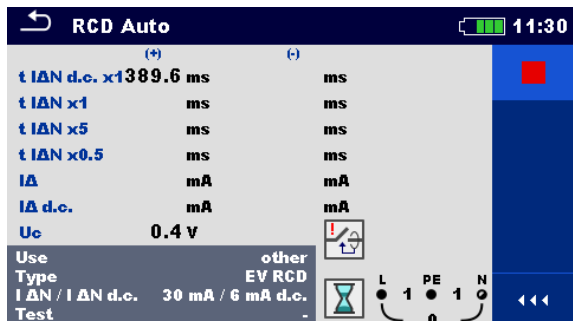 RCD Auto 11:30
(+) (-)
t IΔN d.c. x1 389.6 ms ms
t IΔN x1 ms ms
t IΔN x5 ms ms
t IΔN x0.5 ms ms
IΔ mA mA
IΔ d.c. mA mA
Uc 0.4 V
Use other
Type EV RCD
I ΔN / I ΔN d.c. 30 mA / 6 mA d.c.
Test -
L PE N
1 1
0